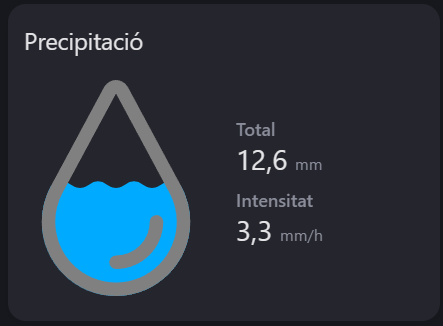 Precipitació
Total
12,6 mm
Intensitat
3,3 mm/h